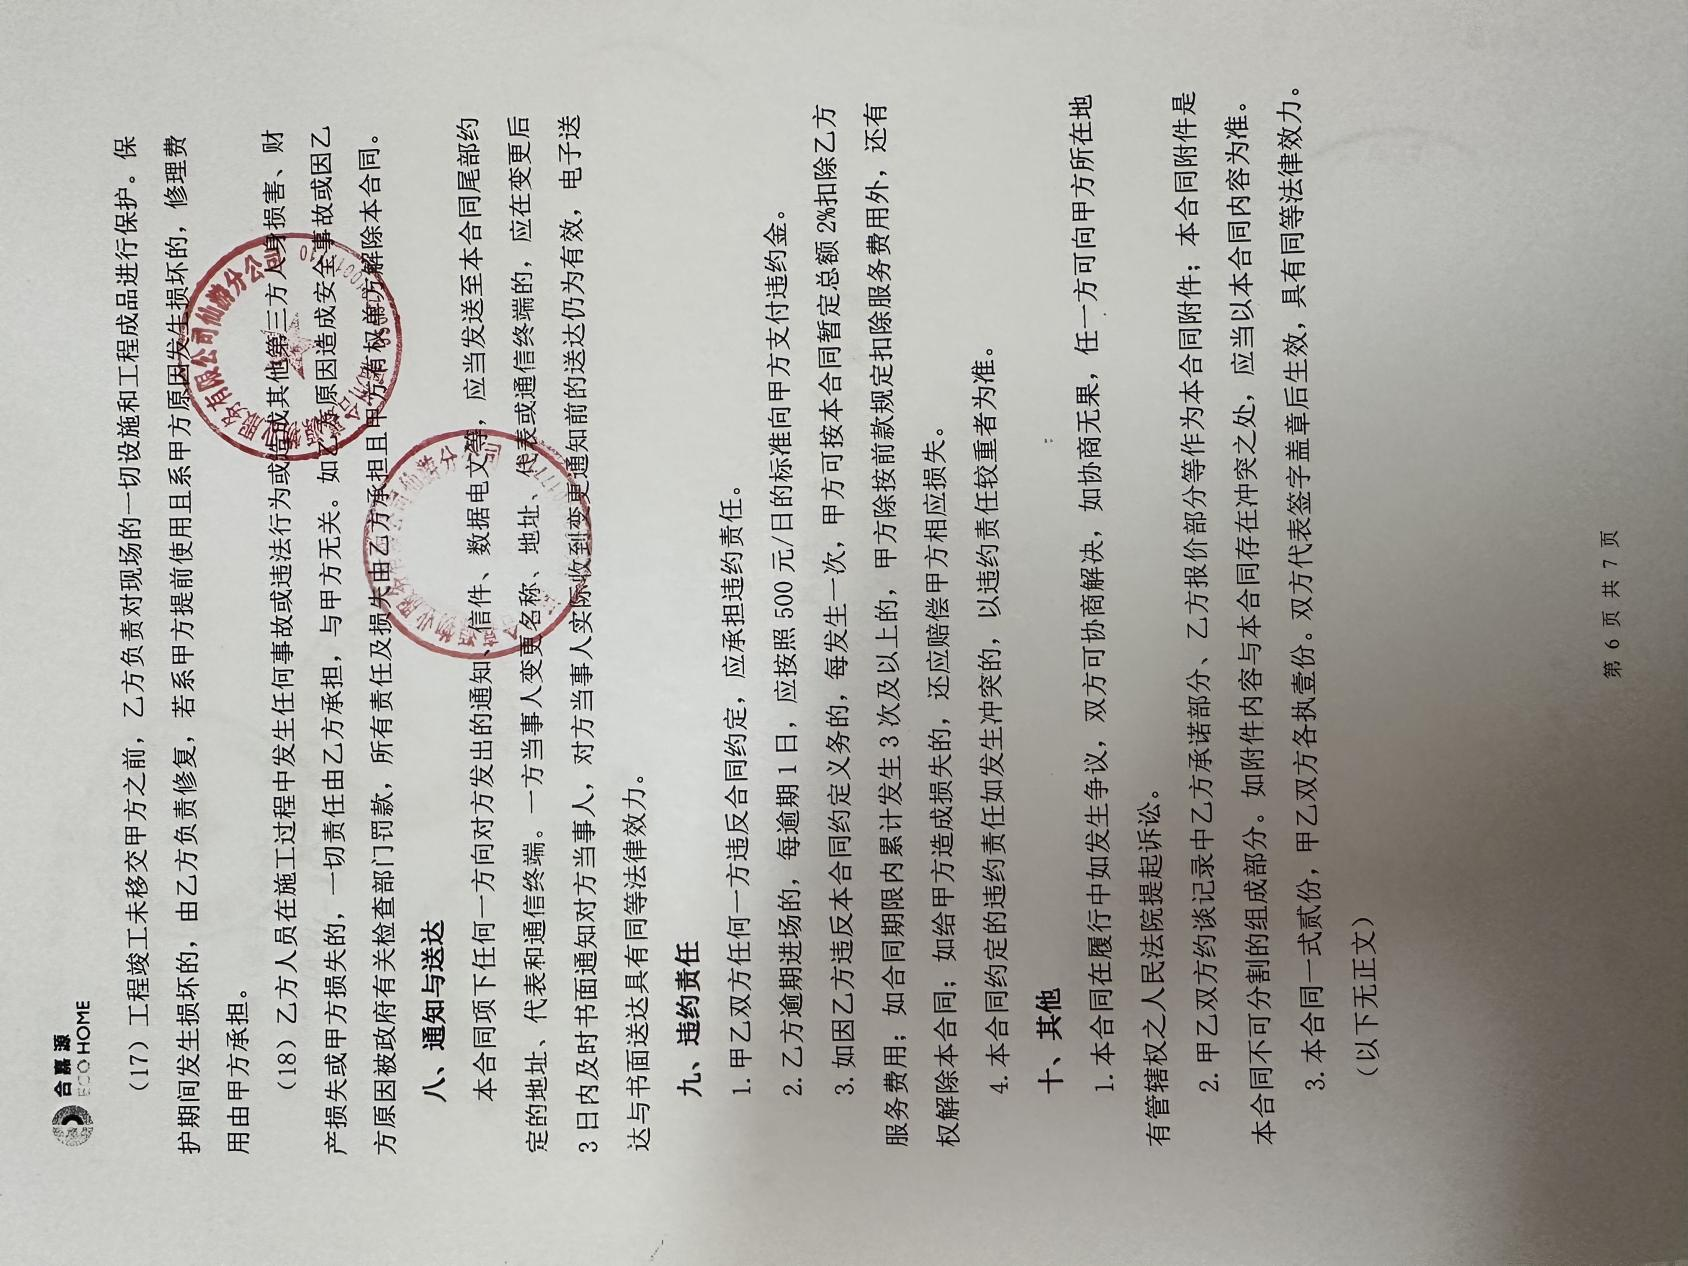 合嘉源
ECO HOME
（17）工程竣工未移交甲方之前，乙方负责对现场的一切设施和工程成品进行保护。保
护期间发生损坏的，由乙方负责修复，若系甲方提前使用且系甲方原因发生损坏的，修理费
用由甲方承担。
（18）乙方人员在施工过程中发生任何事故或违法行为或造成其他第三方人身损害、财
产损失或甲方损失的，一切责任由乙方承担，与甲方无关。如乙方原因造成安全事故或因乙
方原因被政府有关检查部门罚款，所有责任及损失由乙方承担且甲方有权单方解除本合同。
八、通知与送达
本合同项下任何一方向对方发出的通知、信件、数据电文等，应当发送至本合同尾部约
定的地址、代表和通信终端。一方当事人变更名称、地址、代表或通信终端的，应在变更后
3 日内及时书面通知对方当事人，对方当事人实际收到变更通知前的送达仍为有效，电子送
达与书面送达具有同等法律效力。
九、违约责任
1. 甲乙双方任何一方违反合同约定，应承担违约责任。
2. 乙方逾期进场的，每逾期 1 日，应按照 500 元/日的标准向甲方支付违约金。
3. 如因乙方违反本合同约定义务的，每发生一次，甲方可按本合同暂定总额 2%扣除乙方
服务费用；如合同期限内累计发生 3 次及以上的，甲方除按前款规定扣除服务费用外，还有
权解除本合同；如给甲方造成损失的，还应赔偿甲方相应损失。
4. 本合同约定的违约责任如发生冲突的，以违约责任较重者为准。
十、其他
1. 本合同在履行中如发生争议，双方可协商解决，如协商无果，任一方可向甲方所在地
有管辖权之人民法院提起诉讼。
2. 甲乙双方约谈记录中乙方承诺部分、乙方报价部分等作为本合同附件；本合同附件是
本合同不可分割的组成部分。如附件内容与本合同存在冲突之处，应当以本合同内容为准。
3. 本合同一式贰份，甲乙双方各执壹份。双方代表签字盖章后生效，具有同等法律效力。
（以下无正文）
第 6 页 共 7 页
服务有限公司仙游分公司
物业服务